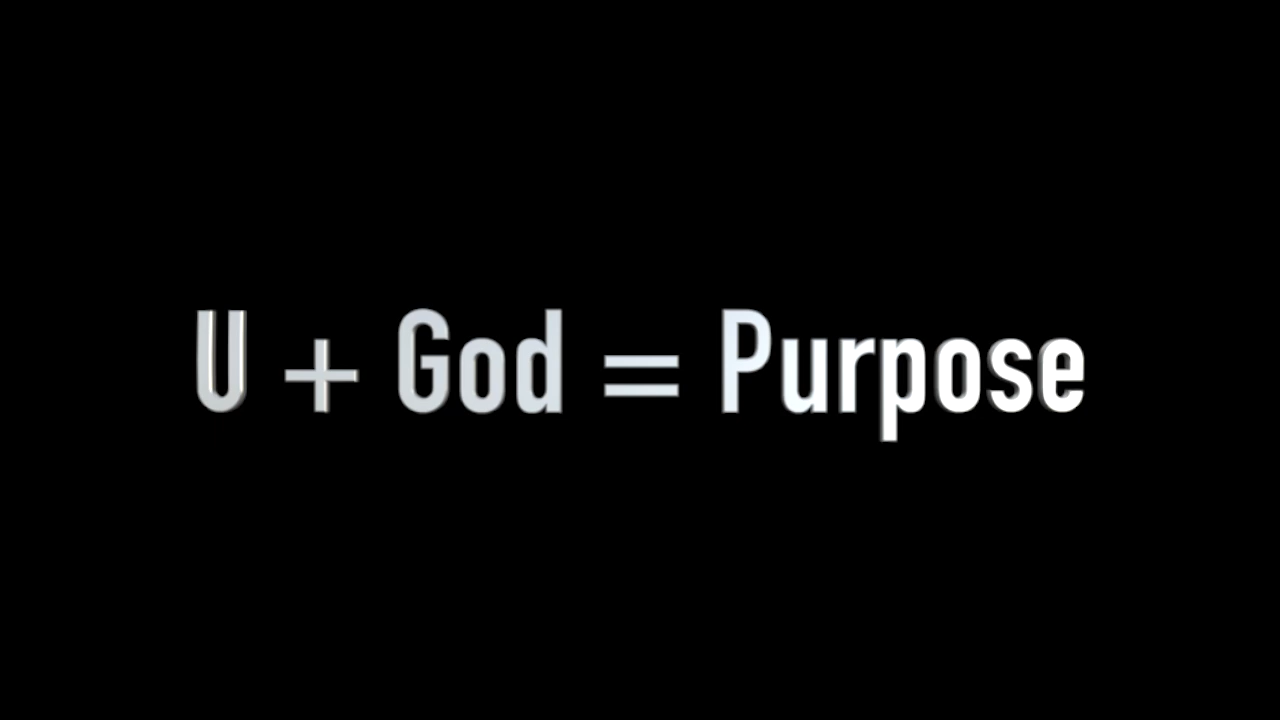 U + God = Purpose